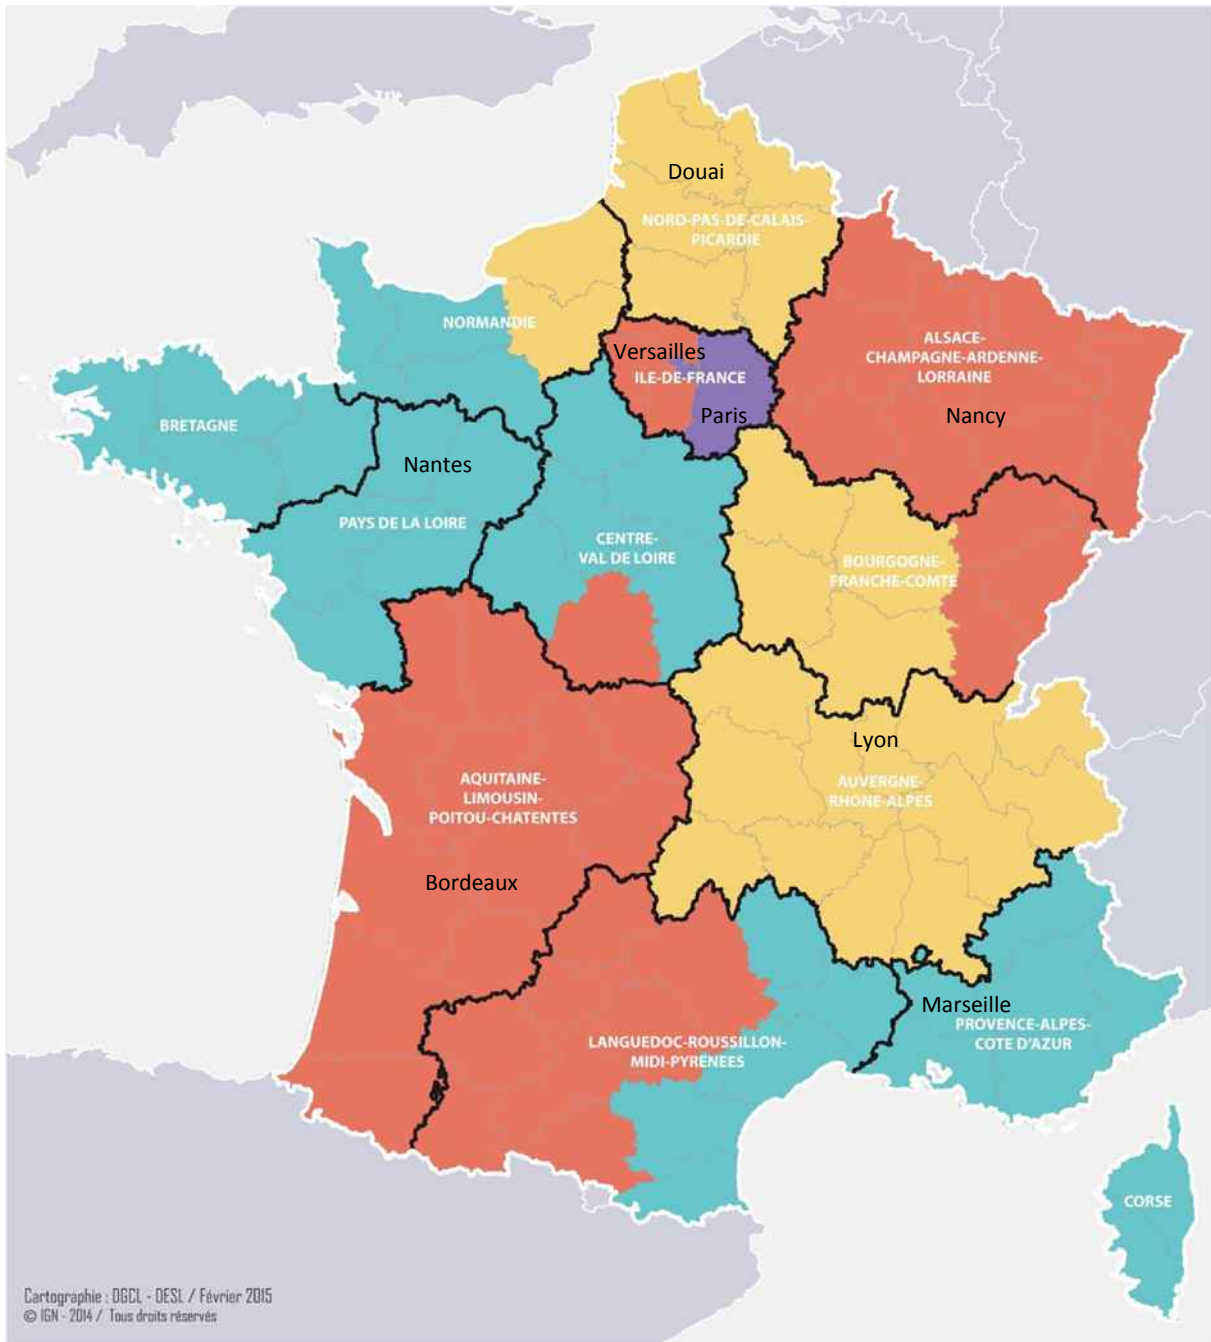 Douai
NORD-PAS-DE-CALAIS-
PICARDIE
NORMANDIE
Versailles
ILE-DE-FRANCE
Paris
ALSACE-
CHAMPAGNE-ARDENNE-
LORRAINE
Nancy
BRETAGNE
Nantes
PAYS DE LA LOIRE
CENTRE-
VAL DE LOIRE
BOURGOGNE-
FRANCHE-COMTE
Lyon
AUVERGNE-
RHONE-ALPES
AQUITAINE-
LIMOUSIN-
POITOU-CHATENTES
Bordeaux
Marseille
PROVENCE-ALPES-
COTE D'AZUR
LANGUEDOC-ROUSSILLON-
MIDI-PYRENEES
CORSE
Cartographie : DGCL - DESL / Février 2015
© IGN - 2014 / Tous droits réservés